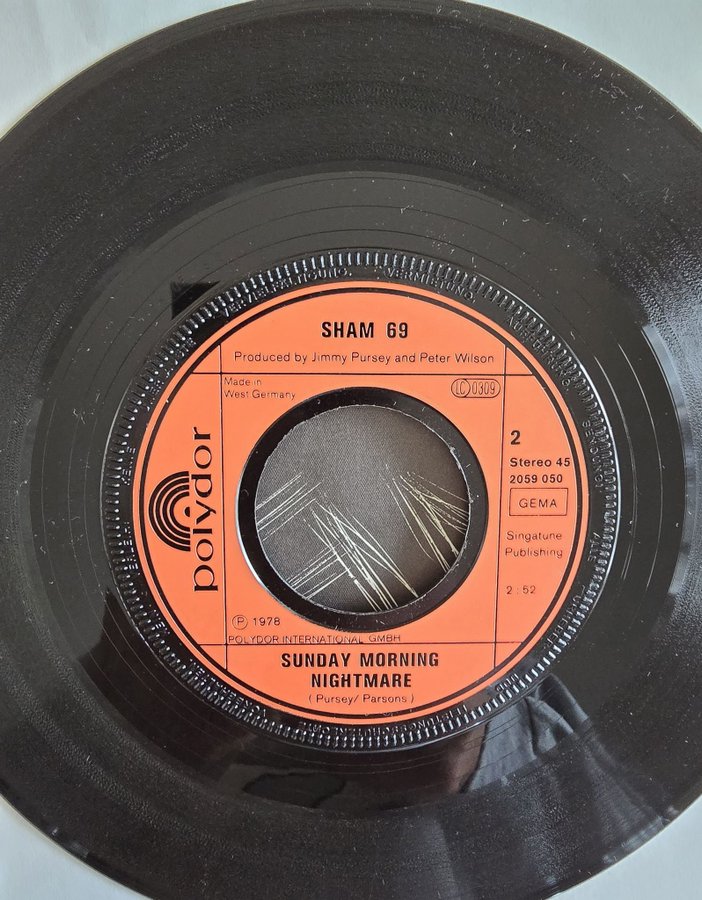 SHAM 69
Produced by Jimmy Pursey and Peter Wilson
Made in
West Germany
LC 0309
polydor
2
Stereo 45
2059 050
GEMA
Singatune
Publishing
2:52
Ⓟ 1978
POLYDOR INTERNATIONAL GMBH
SUNDAY MORNING
NIGHTMARE
(Pursey/Parsons)